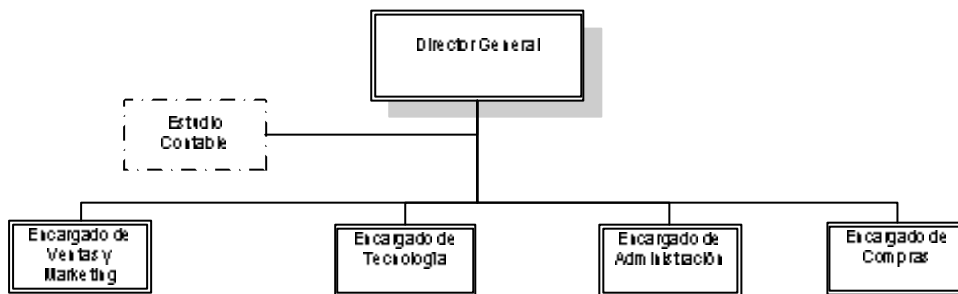 Director General
Estudio
Contable
Encargado de
Ventas y
Marketing
Encargado de
Tecnología
Encargado de
Administración
Encargado de
Compras